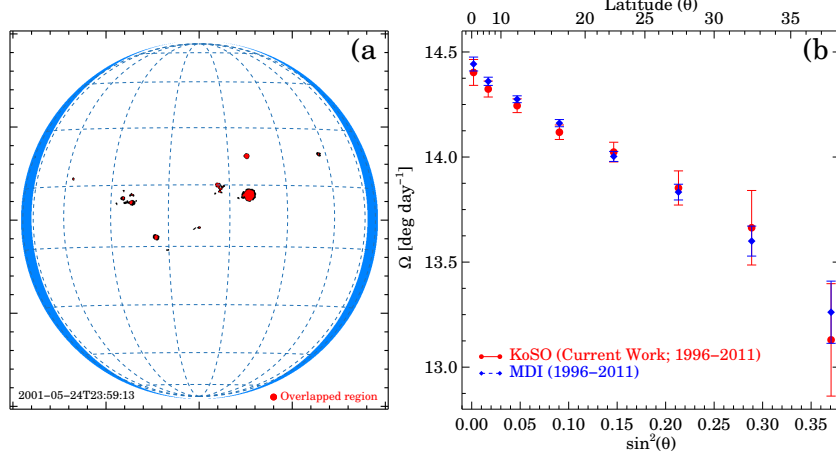 (a)
2001-05-24T23:59:13
Overlapped region
Latitude (θ)
0 10 20 30
(b)
14.5
14.0
13.5
13.0
Ω [deg day⁻¹]
KoSO (Current Work; 1996−2011)
MDI (1996−2011)
0.00 0.05 0.10 0.15 0.20 0.25 0.30 0.35
sin²(θ)